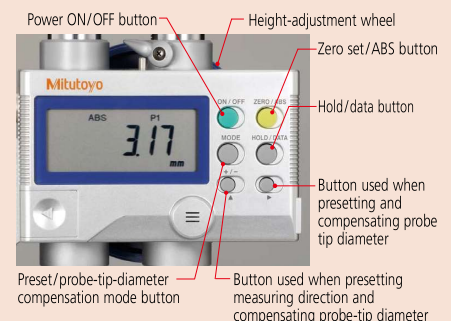 Power ON/OFF button
Height-adjustment wheel
Zero set/ABS button
Mitutoyo
ON / OFF
ZERO / ABS
Hold/data button
ABS
P1
3.17
mm
MODE
HOLD / DATA
+ / −
Button used when
presetting and
compensating probe
tip diameter
Preset/probe-tip-diameter
compensation mode button
Button used when presetting
measuring direction and
compensating probe-tip diameter